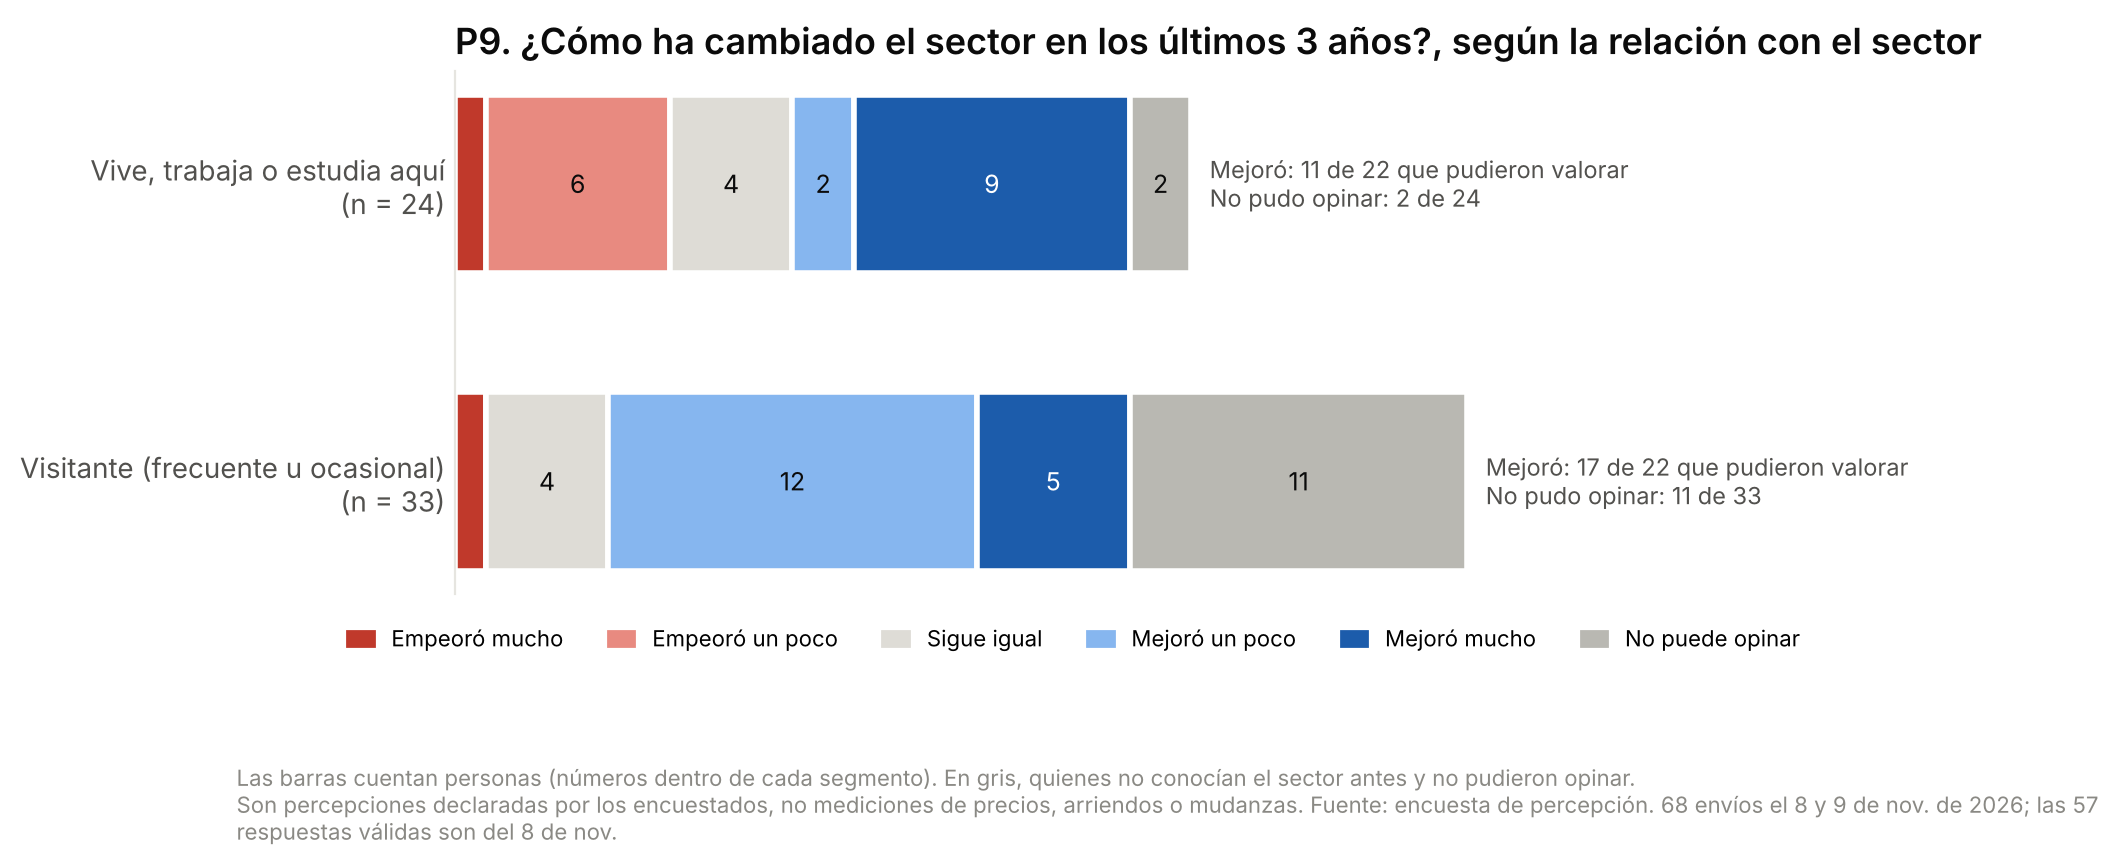 P9. ¿Cómo ha cambiado el sector en los últimos 3 años?, según la relación con el sector
Vive, trabaja o estudia aquí
(n = 24)
6
4
2
9
2
Mejoró: 11 de 22 que pudieron valorar
No pudo opinar: 2 de 24
Visitante (frecuente u ocasional)
(n = 33)
4
12
5
11
Mejoró: 17 de 22 que pudieron valorar
No pudo opinar: 11 de 33
Empeoró mucho
Empeoró un poco
Sigue igual
Mejoró un poco
Mejoró mucho
No puede opinar
Las barras cuentan personas (números dentro de cada segmento). En gris, quienes no conocían el sector antes y no pudieron opinar.
Son percepciones declaradas por los encuestados, no mediciones de precios, arriendos o mudanzas. Fuente: encuesta de percepción. 68 envíos el 8 y 9 de nov. de 2026; las 57
respuestas válidas son del 8 de nov.